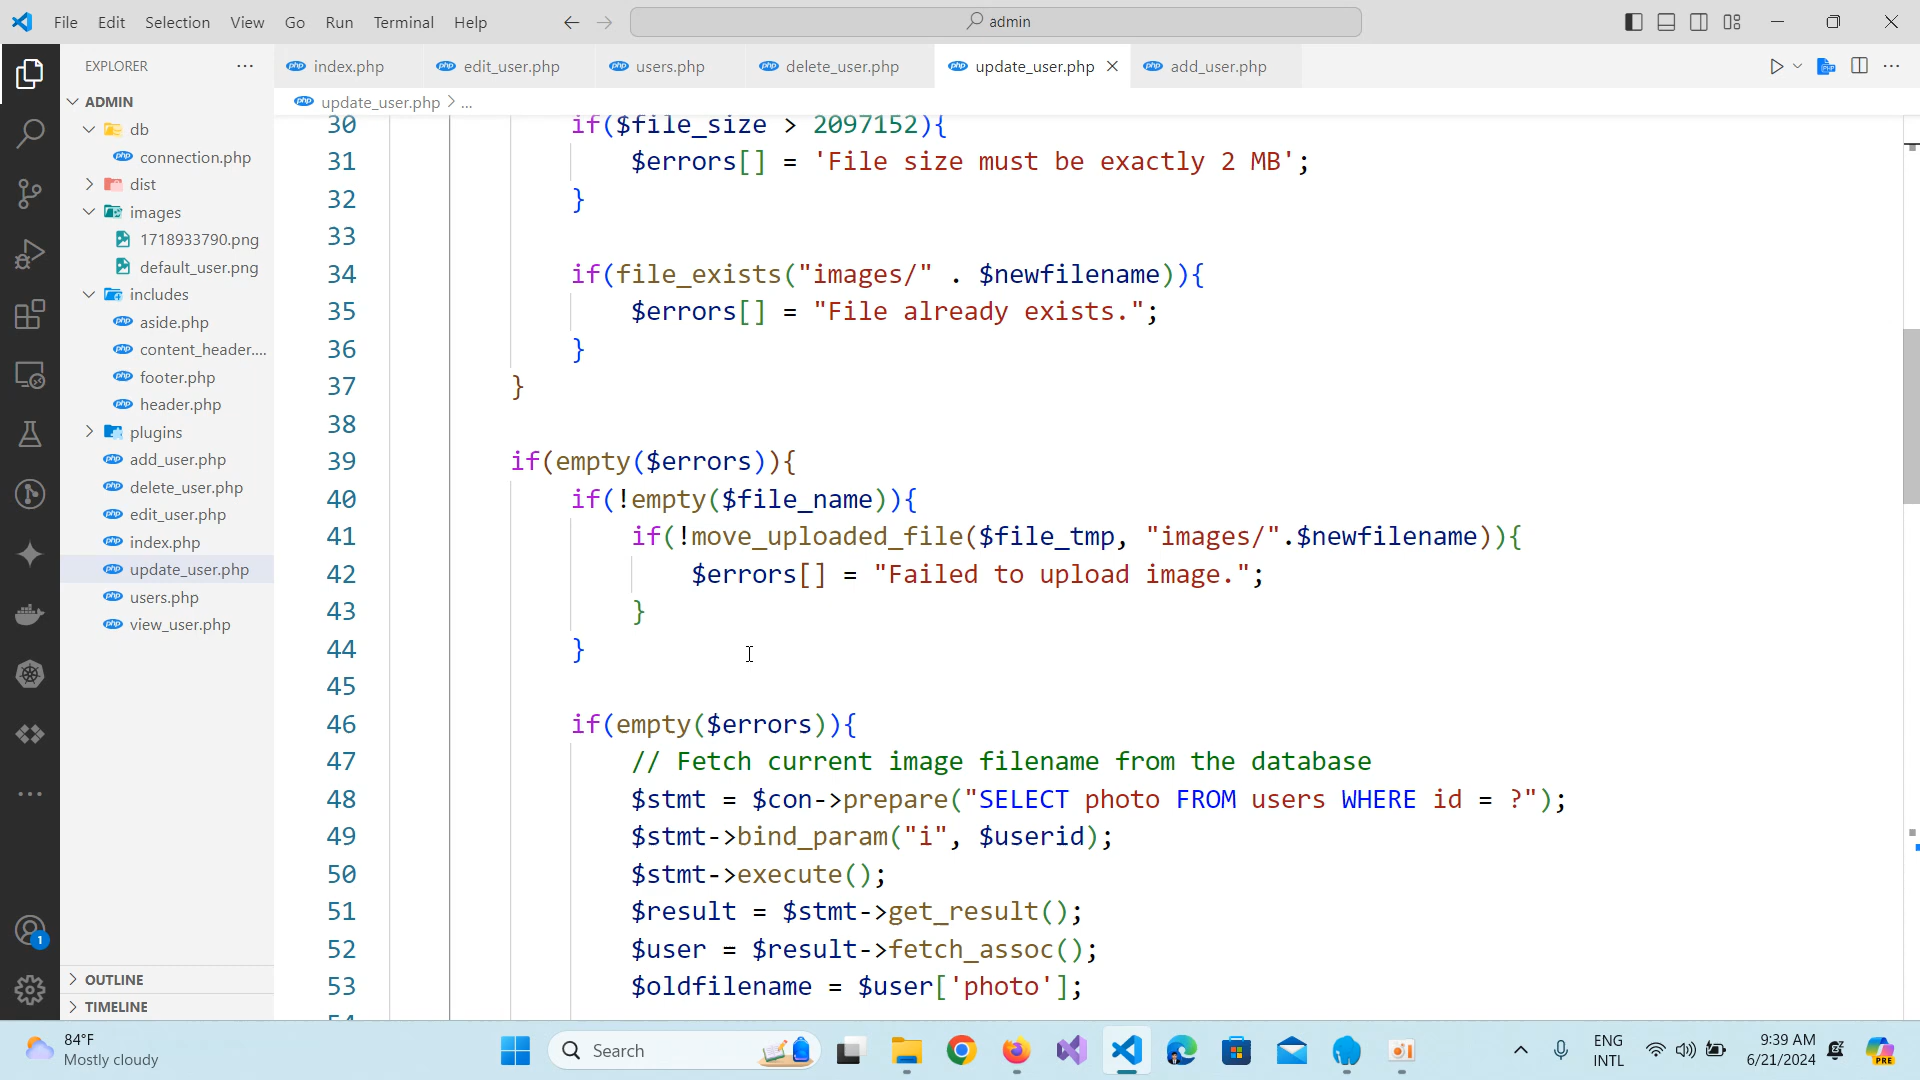 File Edit Selection View Go Run Terminal Help
admin
EXPLORER
index.php
edit_user.php
users.php
delete_user.php
update_user.php
add_user.php
update_user.php > ...
ADMIN
db
connection.php
dist
images
1718933790.png
default_user.png
includes
aside.php
content_header....
footer.php
header.php
plugins
add_user.php
delete_user.php
edit_user.php
index.php
update_user.php
users.php
view_user.php
OUTLINE
TIMELINE
30 if($file_size > 2097152){
31 $errors[] = 'File size must be exactly 2 MB';
32 }
33
34 if(file_exists("images/" . $newfilename)){
35 $errors[] = "File already exists.";
36 }
37 }
38
39 if(empty($errors)){
40 if(!empty($file_name)){
41 if(!move_uploaded_file($file_tmp, "images/".$newfilename)){
42 $errors[] = "Failed to upload image.";
43 }
44 }
45
46 if(empty($errors)){
47 // Fetch current image filename from the database
48 $stmt = $con->prepare("SELECT photo FROM users WHERE id = ?");
49 $stmt->bind_param("i", $userid);
50 $stmt->execute();
51 $result = $stmt->get_result();
52 $user = $result->fetch_assoc();
53 $oldfilename = $user['photo'];
54
1
84°F
Mostly cloudy
Search
PRE
ENG
INTL
9:39 AM
6/21/2024